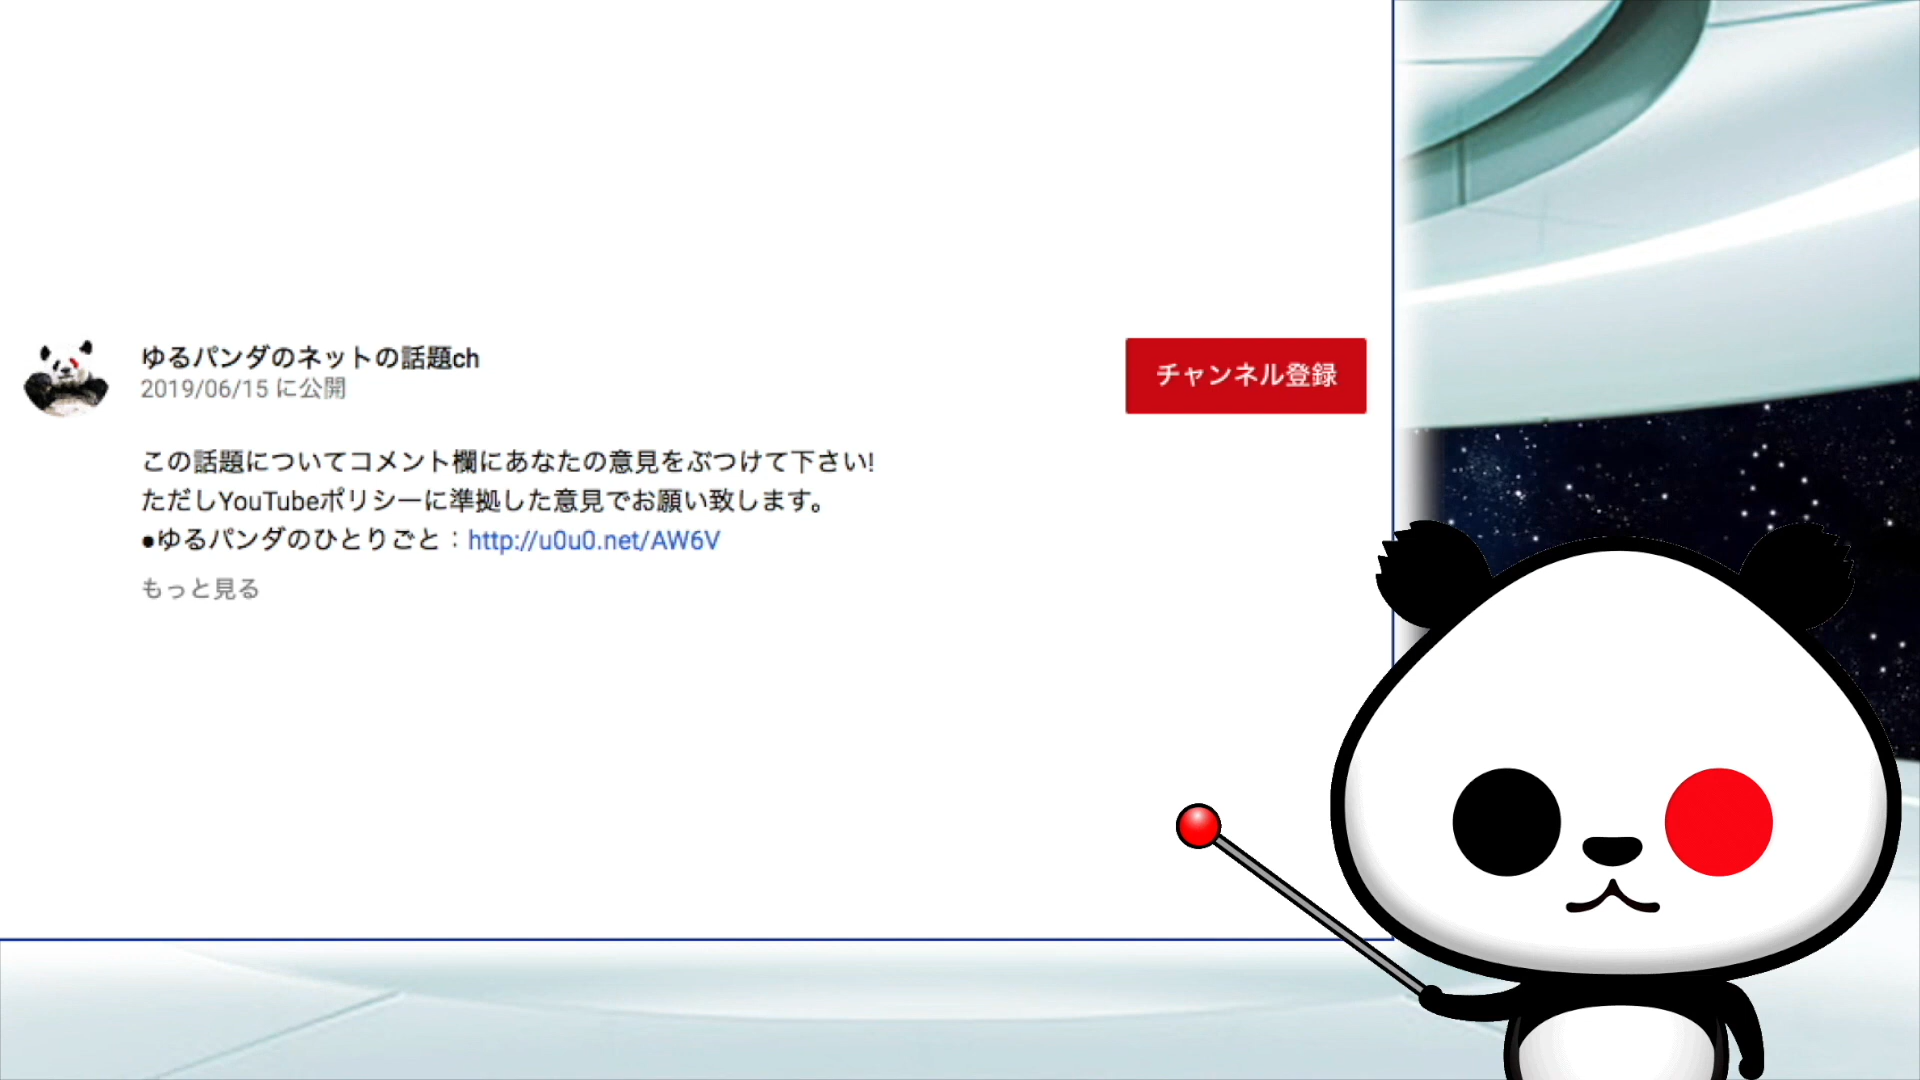 ゆるパンダのネットの話題ch
2019/06/15 に公開
チャンネル登録
この話題についてコメント欄にあなたの意見をぶつけて下さい!
ただしYouTubeポリシーに準拠した意見でお願い致します。
●ゆるパンダのひとりごと：http://u0u0.net/AW6V
もっと見る